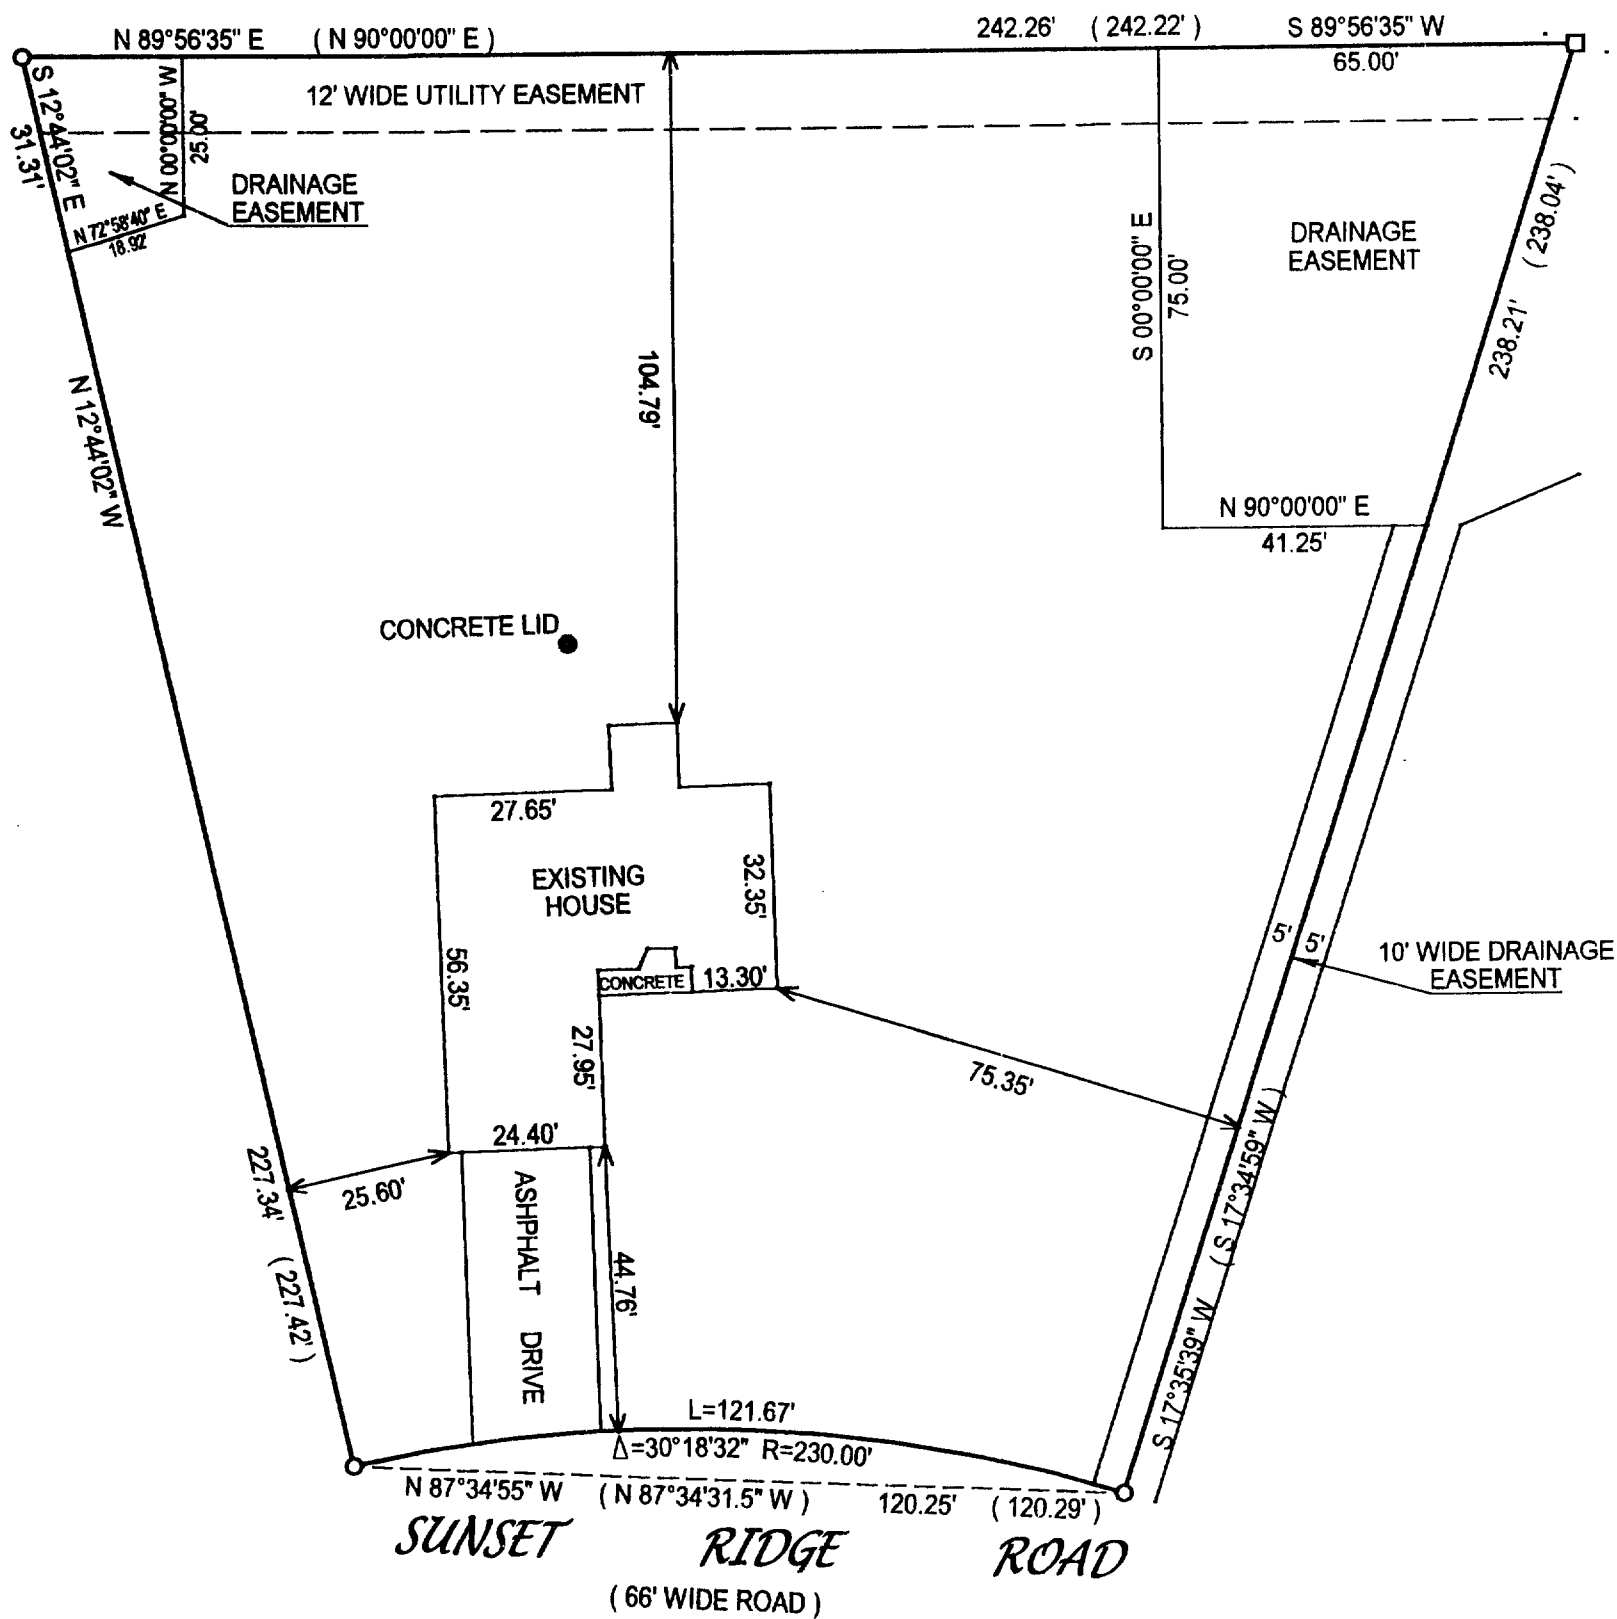 N 89°56'35" E ( N 90°00'00" E )
242.26' ( 242.22' )
S 89°56'35" W
65.00'
12' WIDE UTILITY EASEMENT
S 12°44'02" E
31.31'
N 00°00'00" W
25.00'
DRAINAGE
EASEMENT
N 72°58'40" E
18.92'
DRAINAGE
EASEMENT
( 238.04' )
238.21'
S 00°00'00" E
75.00'
104.79'
N 12°44'02" W
N 90°00'00" E
41.25'
CONCRETE LID
27.65'
EXISTING
HOUSE
32.35'
56.35'
CONCRETE
13.30'
5' 5'
10' WIDE DRAINAGE
EASEMENT
27.95'
75.35'
24.40'
25.60'
227.34' ( 227.42' )
ASHPHALT DRIVE
44.76'
S 17°35'39" W ( S 17°34'59" W )
L=121.67'
Δ=30°18'32" R=230.00'
N 87°34'55" W ( N 87°34'31.5" W ) 120.25' ( 120.29' )
SUNSET RIDGE ROAD
( 66' WIDE ROAD )